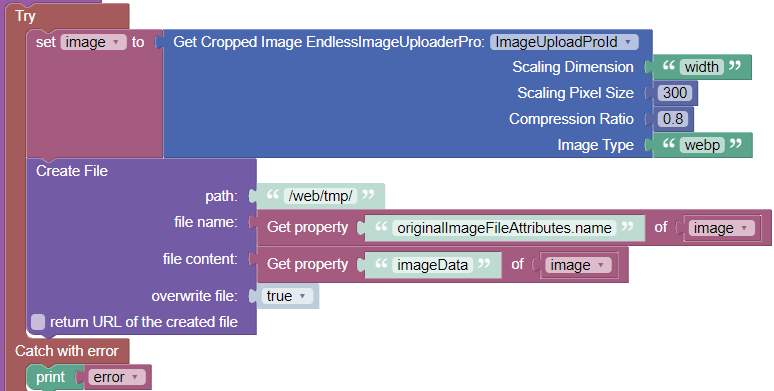 Try
set image to Get Cropped Image EndlessImageUploaderPro: ImageUploadProId
Scaling Dimension “ width ”
Scaling Pixel Size 300
Compression Ratio 0.8
Image Type “ webp ”
Create File
path: “ /web/tmp/ ”
file name: Get property “ originalImageFileAttributes.name ” of image
file content: Get property “ imageData ” of image
overwrite file: true
return URL of the created file
Catch with error
print error